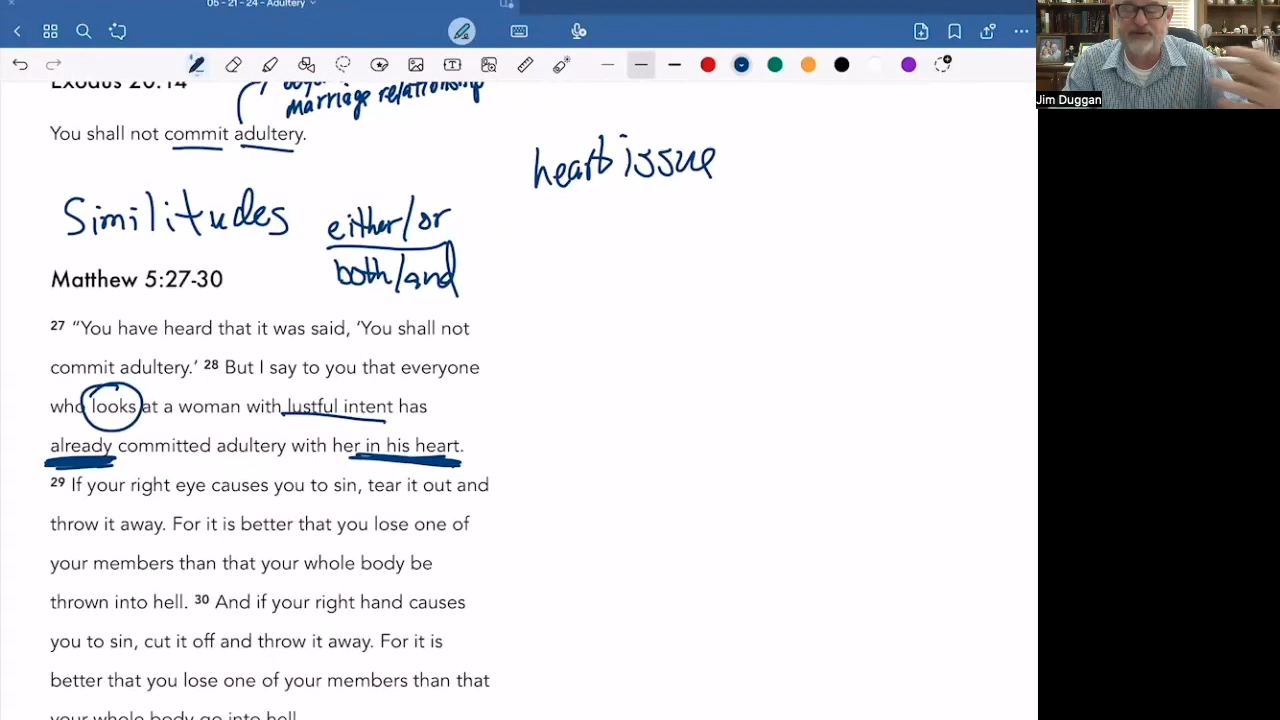 05 - 21 - 24 - Adultery
Exodus 20:14
marriage relationship
You shall not commit adultery.
heart issue
Similitudes
either/or
both/and
Matthew 5:27-30
27 “You have heard that it was said, ‘You shall not
commit adultery.’ 28 But I say to you that everyone
who looks at a woman with lustful intent has
already committed adultery with her in his heart.
29 If your right eye causes you to sin, tear it out and
throw it away. For it is better that you lose one of
your members than that your whole body be
thrown into hell. 30 And if your right hand causes
you to sin, cut it off and throw it away. For it is
better that you lose one of your members than that
your whole body go into hell.
Jim Duggan